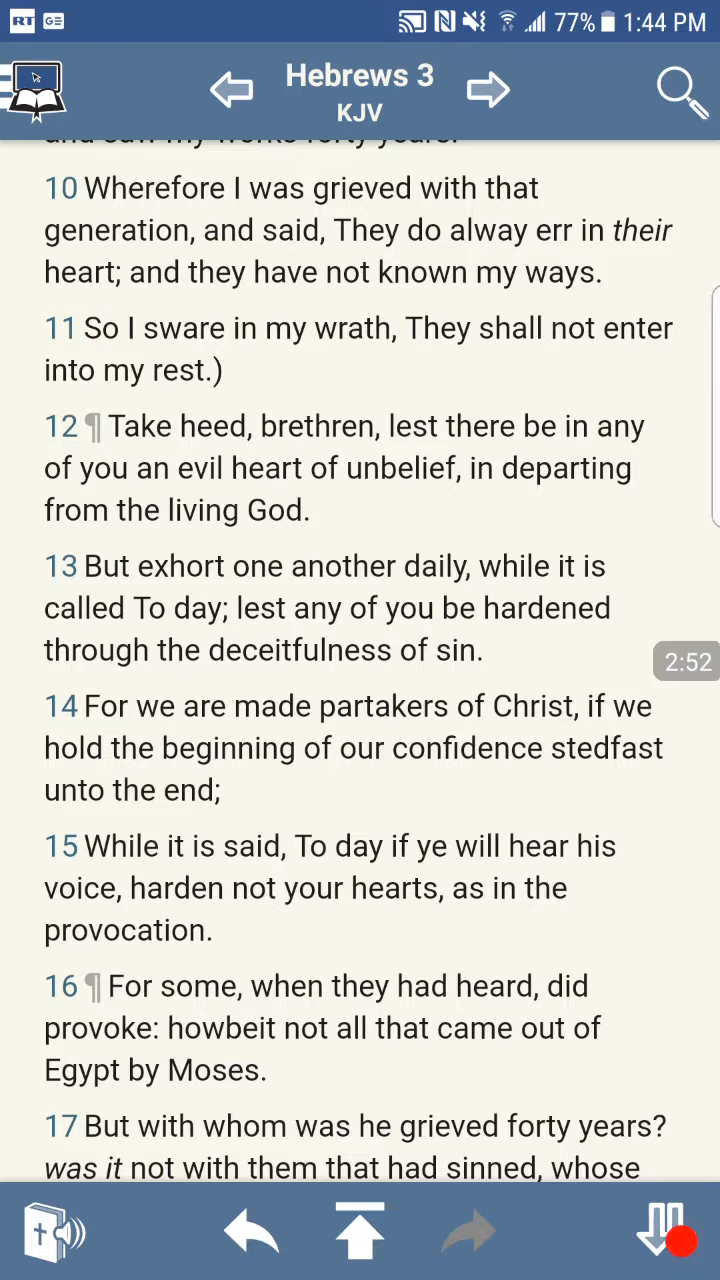 RT GE 77% 1:44 PM
Hebrews 3
KJV
and saw my works forty years.
10 Wherefore I was grieved with that
generation, and said, They do alway err in their
heart; and they have not known my ways.
11 So I sware in my wrath, They shall not enter
into my rest.)
12 ¶ Take heed, brethren, lest there be in any
of you an evil heart of unbelief, in departing
from the living God.
13 But exhort one another daily, while it is
called To day; lest any of you be hardened
through the deceitfulness of sin.
2:52
14 For we are made partakers of Christ, if we
hold the beginning of our confidence stedfast
unto the end;
15 While it is said, To day if ye will hear his
voice, harden not your hearts, as in the
provocation.
16 ¶ For some, when they had heard, did
provoke: howbeit not all that came out of
Egypt by Moses.
17 But with whom was he grieved forty years?
was it not with them that had sinned, whose